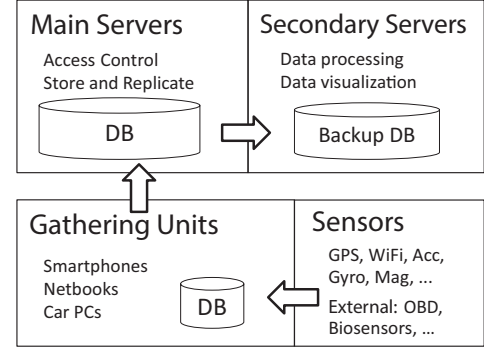 Main Servers
Access Control
Store and Replicate
DB
Secondary Servers
Data processing
Data visualization
Backup DB
Gathering Units
Smartphones
Netbooks
Car PCs
DB
Sensors
GPS, WiFi, Acc,
Gyro, Mag, ...
External: OBD,
Biosensors, ...